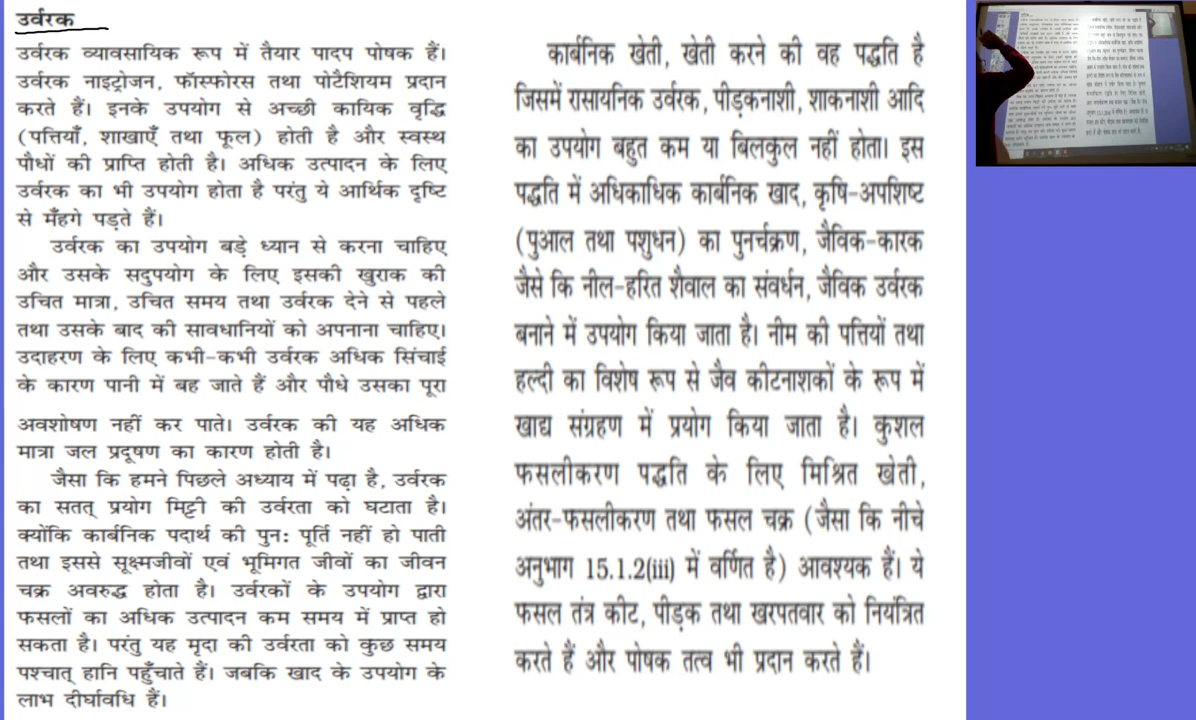 उर्वरक
उर्वरक व्यावसायिक रूप में तैयार पादप पोषक हैं।
उर्वरक नाइट्रोजन, फॉस्फोरस तथा पोटैशियम प्रदान
करते हैं। इनके उपयोग से अच्छी कायिक वृद्धि
(पत्तियाँ, शाखाएँ तथा फूल) होती है और स्वस्थ
पौधों की प्राप्ति होती है। अधिक उत्पादन के लिए
उर्वरक का भी उपयोग होता है परंतु ये आर्थिक दृष्टि
से मँहगे पड़ते हैं।
उर्वरक का उपयोग बड़े ध्यान से करना चाहिए
और उसके सदुपयोग के लिए इसकी खुराक की
उचित मात्रा, उचित समय तथा उर्वरक देने से पहले
तथा उसके बाद की सावधानियों को अपनाना चाहिए।
उदाहरण के लिए कभी-कभी उर्वरक अधिक सिंचाई
के कारण पानी में बह जाते हैं और पौधे उसका पूरा
अवशोषण नहीं कर पाते। उर्वरक की यह अधिक
मात्रा जल प्रदूषण का कारण होती है।
जैसा कि हमने पिछले अध्याय में पढ़ा है, उर्वरक
का सतत् प्रयोग मिट्टी की उर्वरता को घटाता है।
क्योंकि कार्बनिक पदार्थ की पुन: पूर्ति नहीं हो पाती
तथा इससे सूक्ष्मजीवों एवं भूमिगत जीवों का जीवन
चक्र अवरुद्ध होता है। उर्वरकों के उपयोग द्वारा
फसलों का अधिक उत्पादन कम समय में प्राप्त हो
सकता है। परंतु यह मृदा की उर्वरता को कुछ समय
पश्चात् हानि पहुँचाते हैं। जबकि खाद के उपयोग के
लाभ दीर्घावधि हैं।
कार्बनिक खेती, खेती करने की वह पद्धति है
जिसमें रासायनिक उर्वरक, पीड़कनाशी, शाकनाशी आदि
का उपयोग बहुत कम या बिलकुल नहीं होता। इस
पद्धति में अधिकाधिक कार्बनिक खाद, कृषि-अपशिष्ट
(पुआल तथा पशुधन) का पुनर्चक्रण, जैविक-कारक
जैसे कि नील-हरित शैवाल का संवर्धन, जैविक उर्वरक
बनाने में उपयोग किया जाता है। नीम की पत्तियों तथा
हल्दी का विशेष रूप से जैव कीटनाशकों के रूप में
खाद्य संग्रहण में प्रयोग किया जाता है। कुशल
फसलीकरण पद्धति के लिए मिश्रित खेती,
अंतर-फसलीकरण तथा फसल चक्र (जैसा कि नीचे
अनुभाग 15.1.2(iii) में वर्णित है) आवश्यक हैं। ये
फसल तंत्र कीट, पीड़क तथा खरपतवार को नियंत्रित
करते हैं और पोषक तत्व भी प्रदान करते हैं।